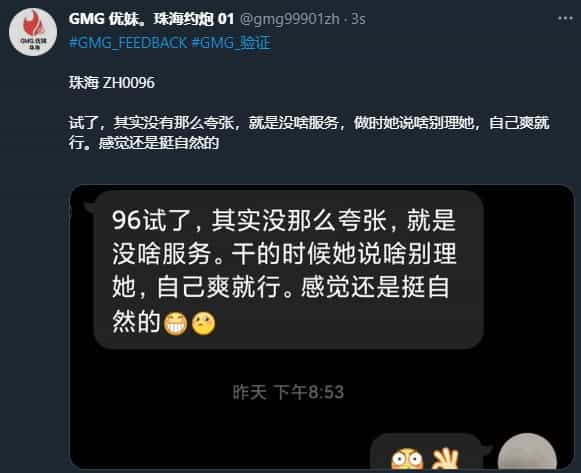 GMG 优妹。珠海约炮 01 @gmg99901zh · 3s
GMG.优妹
珠海
#GMG_FEEDBACK #GMG_验证
珠海 ZH0096
试了，其实没有那么夸张，就是没啥服务，做时她说啥别理她，自己爽就
行。感觉还是挺自然的
96试了，其实没那么夸张，就是
没啥服务。干的时候她说啥别理
她，自己爽就行。感觉还是挺自
然的😁🤔
昨天 下午8:53